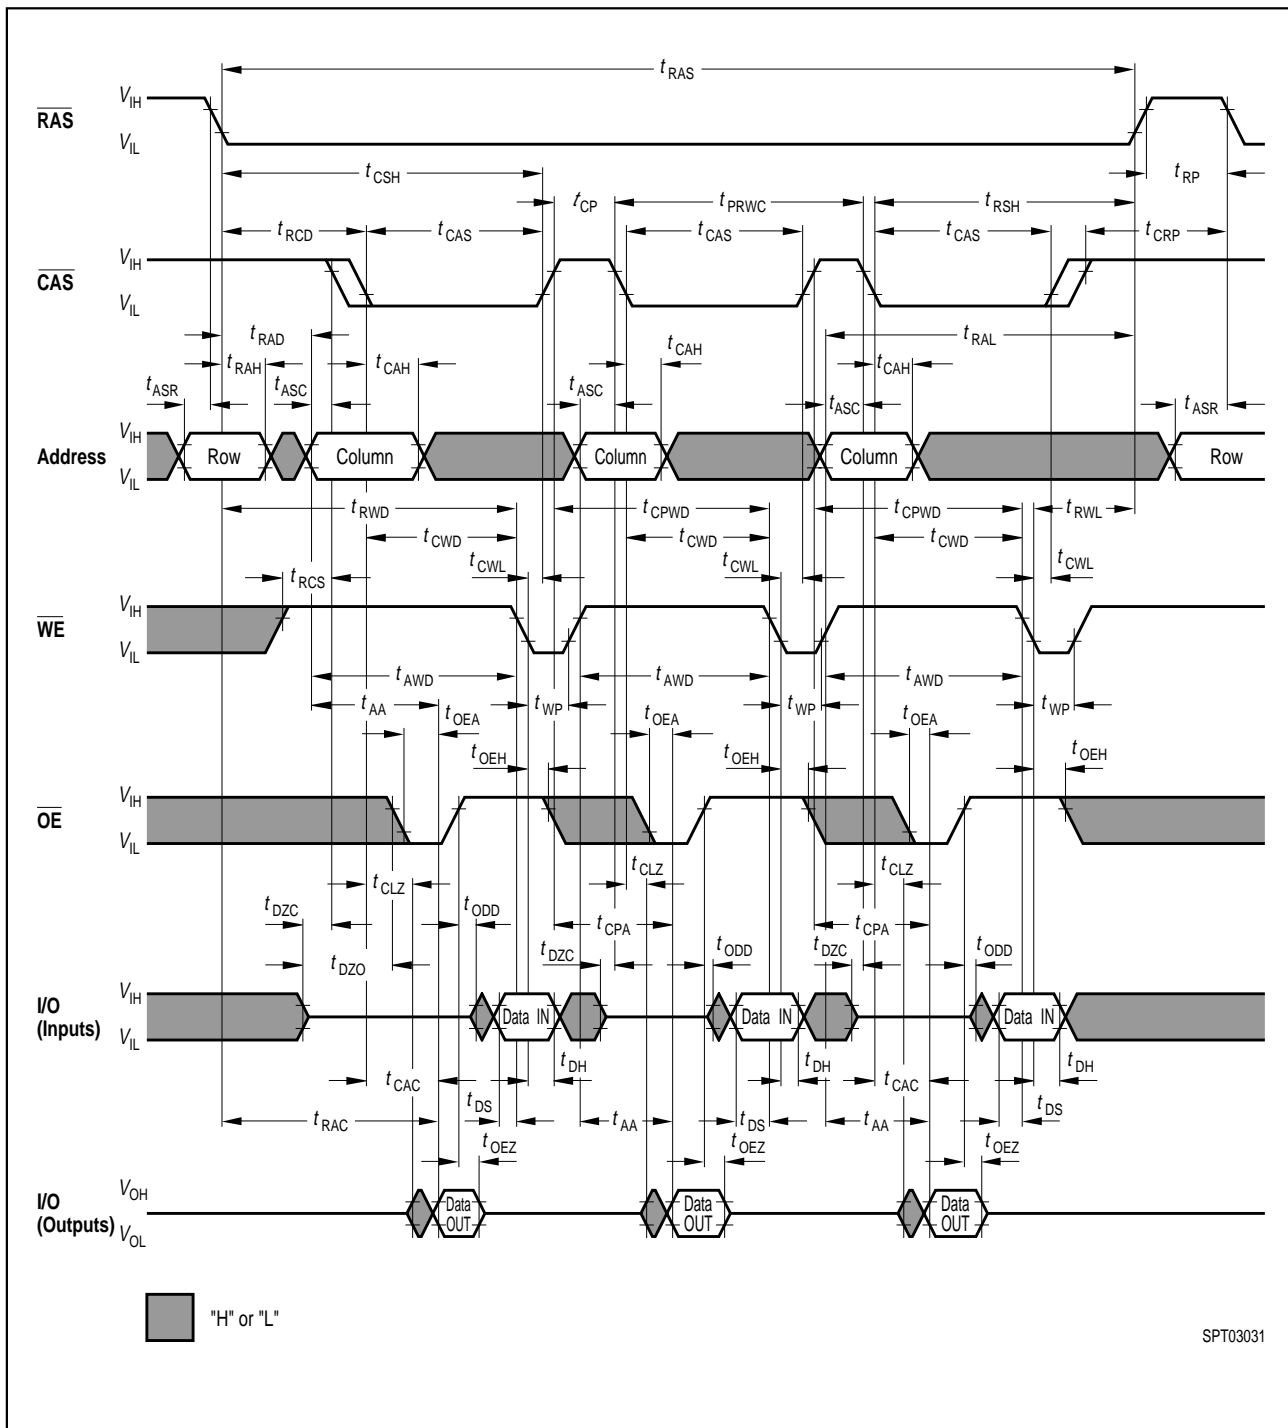 tRAS
VIH
RAS
VIL
tCSH
tRP
tCP
tPRWC
tRSH
tRCD
tCAS
tCAS
tCAS
tCRP
VIH
CAS
VIL
tRAD
tRAL
tRAH
tCAH
tCAH
tCAH
tASR
tASC
tASC
tASC
tASR
VIH
Address
Row
Column
Column
Column
Row
VIL
tRWD
tCPWD
tCPWD
tRWL
tCWD
tCWD
tCWD
tCWL
tCWL
tCWL
tRCS
VIH
WE
VIL
tAWD
tAWD
tAWD
tAA
tWP
tWP
tWP
tOEA
tOEA
tOEA
tOEH
tOEH
tOEH
VIH
OE
VIL
tCLZ
tCLZ
tCLZ
tDZC
tODD
tCPA
tCPA
tDZC
tODD
tDZC
tODD
tDZO
VIH
I/O
(Inputs)
Data IN
Data IN
Data IN
VIL
tDH
tDH
tDH
tCAC
tCAC
tDS
tDS
tDS
tRAC
tAA
tAA
tOEZ
tOEZ
tOEZ
VOH
I/O
(Outputs)
VOL
Data
OUT
Data
OUT
Data
OUT
"H" or "L"
SPT03031